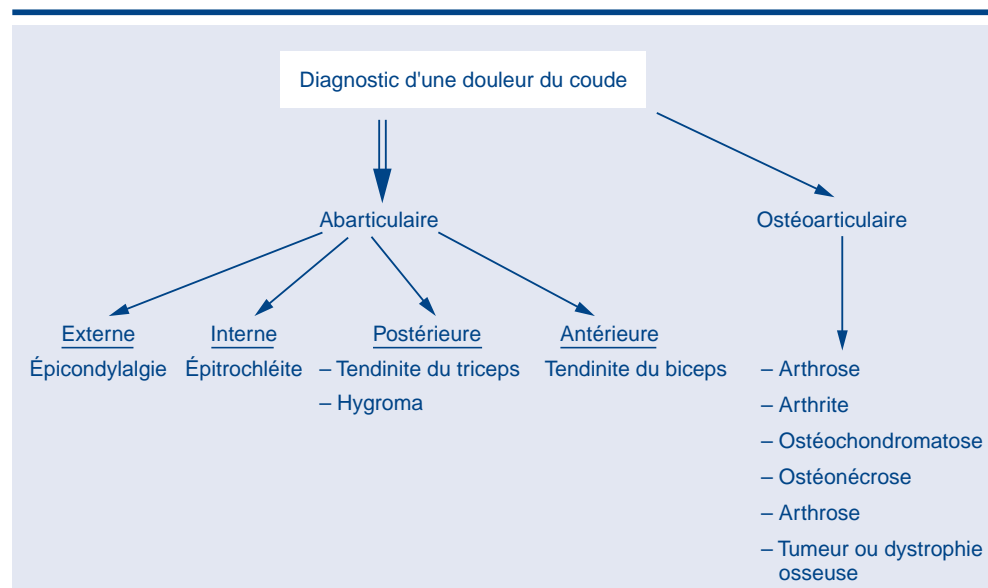 Diagnostic d'une douleur du coude
Abarticulaire
Ostéoarticulaire
Externe
Épicondylalgie
Interne
Épitrochléite
Postérieure
– Tendinite du triceps
– Hygroma
Antérieure
Tendinite du biceps
– Arthrose
– Arthrite
– Ostéochondromatose
– Ostéonécrose
– Arthrose
– Tumeur ou dystrophie
osseuse